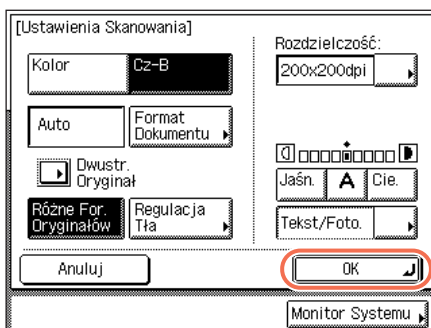 [Ustawienia Skanowania]
Kolor
Cz-B
Auto
Format
Dokumentu
Dwustr.
Oryginał
Różne For.
Oryginałów
Regulacja
Tła
Rozdzielczość:
200x200dpi
Jaśn.
A
Cie.
Tekst/Foto.
Anuluj
OK
Monitor Systemu